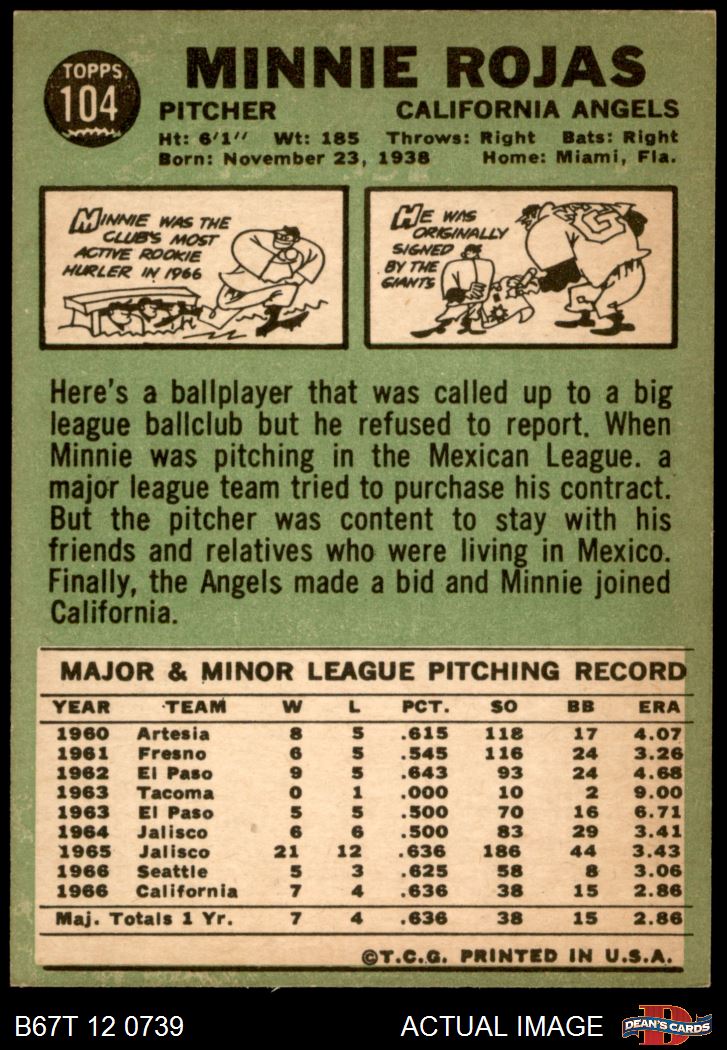 TOPPS
104
MINNIE ROJAS
PITCHER CALIFORNIA ANGELS
Ht: 6'1" Wt: 185 Throws: Right Bats: Right
Born: November 23, 1938 Home: Miami, Fla.
MINNIE WAS THE
CLUB'S MOST
ACTIVE ROOKIE
HURLER IN 1966
HE WAS
ORIGINALLY
SIGNED
BY THE
GIANTS
G
Here's a ballplayer that was called up to a big
league ballclub but he refused to report. When
Minnie was pitching in the Mexican League. a
major league team tried to purchase his contract.
But the pitcher was content to stay with his
friends and relatives who were living in Mexico.
Finally, the Angels made a bid and Minnie joined
California.
MAJOR & MINOR LEAGUE PITCHING RECORD
YEAR TEAM W L PCT. SO BB ERA
1960 Artesia 8 5 .615 118 17 4.07
1961 Fresno 6 5 .545 116 24 3.26
1962 El Paso 9 5 .643 93 24 4.68
1963 Tacoma 0 1 .000 10 2 9.00
1963 El Paso 5 5 .500 70 16 6.71
1964 Jalisco 6 6 .500 83 29 3.41
1965 Jalisco 21 12 .636 186 44 3.43
1966 Seattle 5 3 .625 58 8 3.06
1966 California 7 4 .636 38 15 2.86
Maj. Totals 1 Yr. 7 4 .636 38 15 2.86
©T.C.G. PRINTED IN U.S.A.
B67T 12 0739 ACTUAL IMAGE
D
DEAN'S CARDS